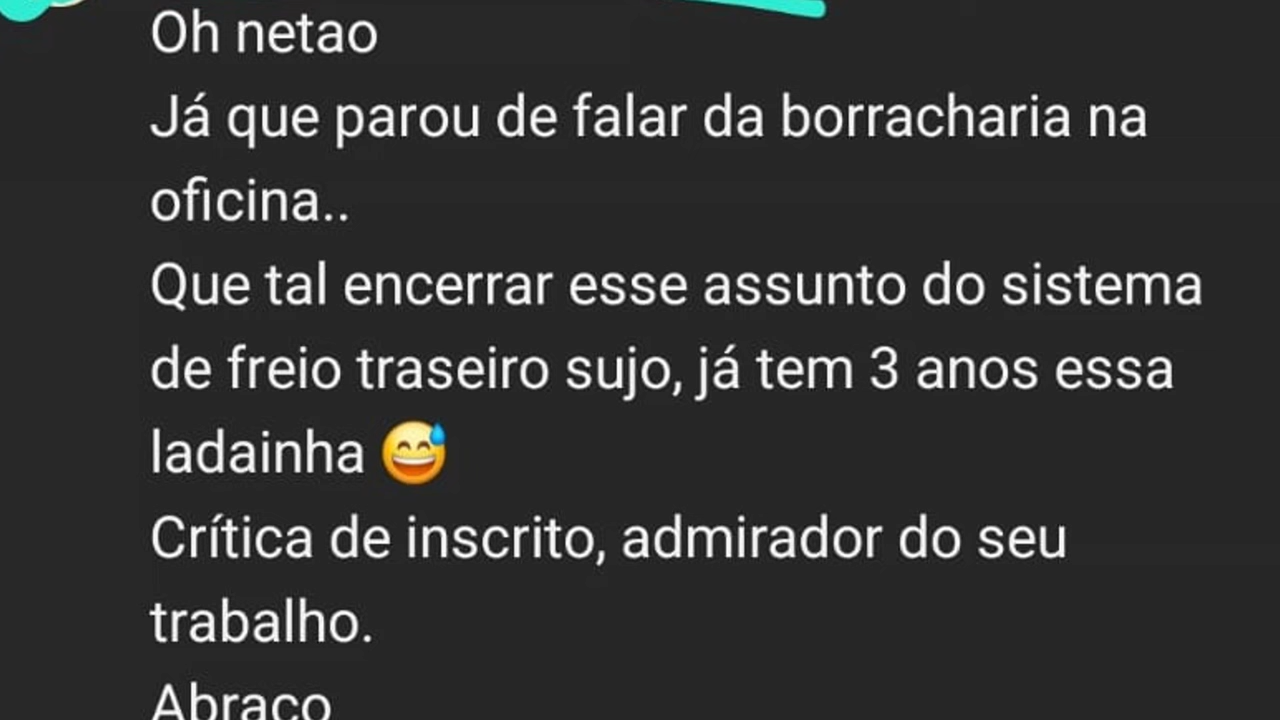 Oh netao
Já que parou de falar da borracharia na
oficina..
Que tal encerrar esse assunto do sistema
de freio traseiro sujo, já tem 3 anos essa
ladainha 😅
Crítica de inscrito, admirador do seu
trabalho.
Abraço